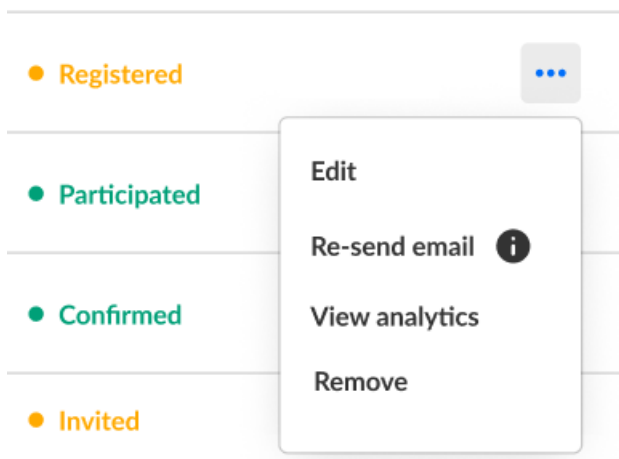 Registered
Edit
Participated
Re-send email
Confirmed
View analytics
Remove
Invited